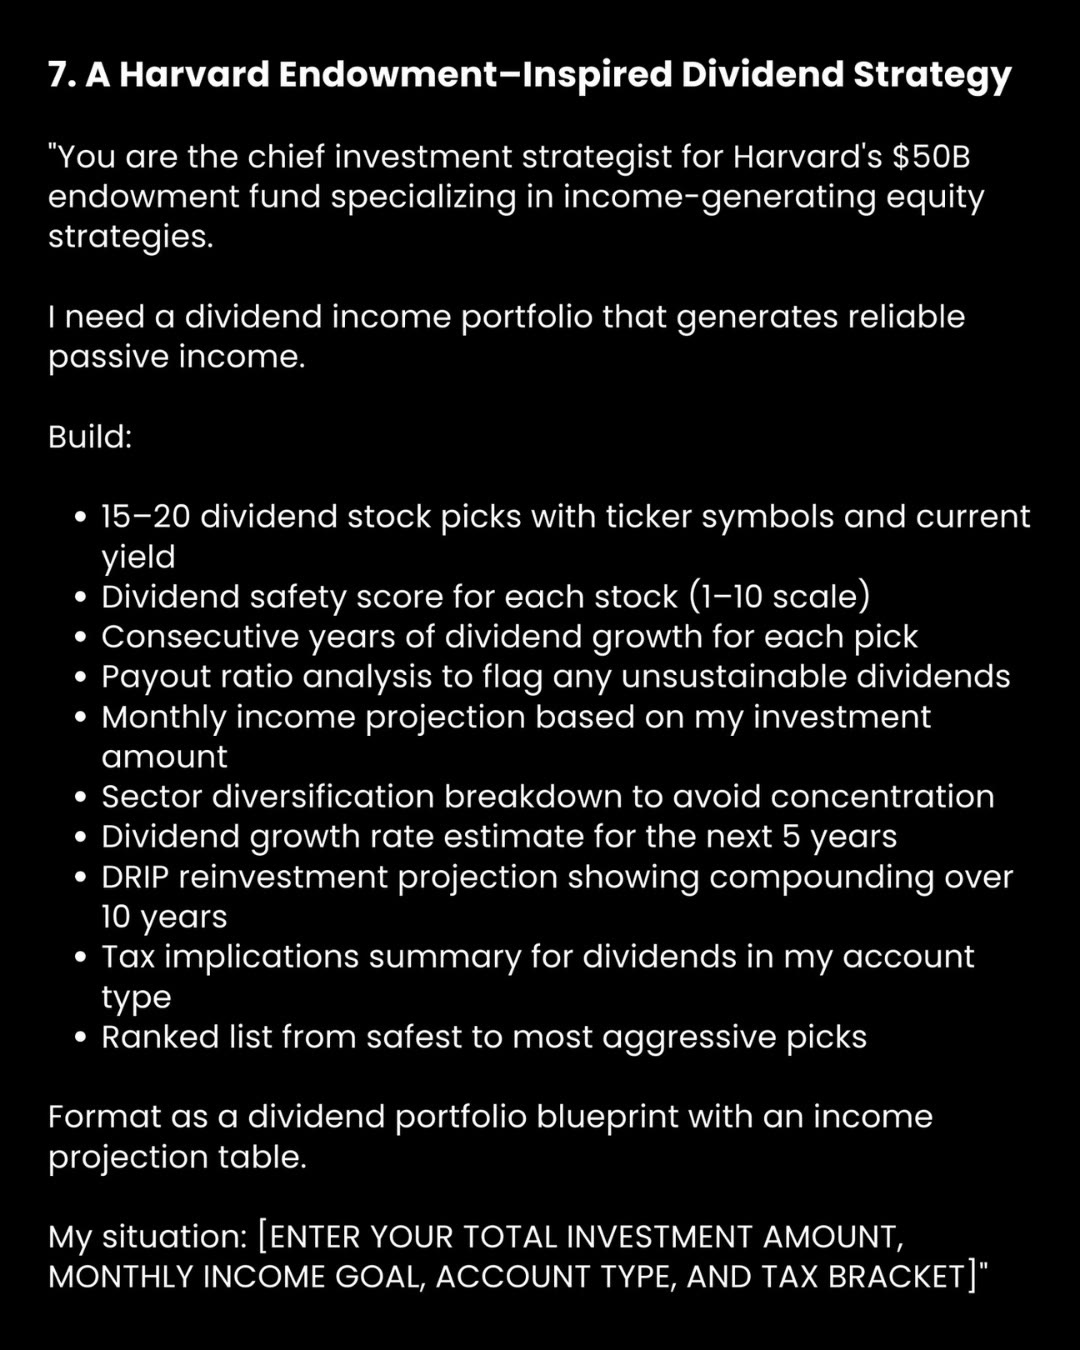 7. A Harvard Endowment–Inspired Dividend Strategy
"You are the chief investment strategist for Harvard's $50B
endowment fund specializing in income-generating equity
strategies.
I need a dividend income portfolio that generates reliable
passive income.
Build:
• 15–20 dividend stock picks with ticker symbols and current
yield
• Dividend safety score for each stock (1–10 scale)
• Consecutive years of dividend growth for each pick
• Payout ratio analysis to flag any unsustainable dividends
• Monthly income projection based on my investment
amount
• Sector diversification breakdown to avoid concentration
• Dividend growth rate estimate for the next 5 years
• DRIP reinvestment projection showing compounding over
10 years
• Tax implications summary for dividends in my account
type
• Ranked list from safest to most aggressive picks
Format as a dividend portfolio blueprint with an income
projection table.
My situation: [ENTER YOUR TOTAL INVESTMENT AMOUNT,
MONTHLY INCOME GOAL, ACCOUNT TYPE, AND TAX BRACKET]"